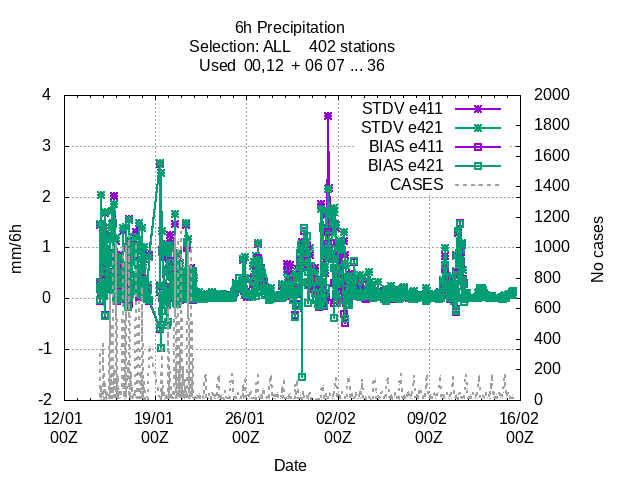 6h Precipitation
Selection: ALL 402 stations
Used 00,12 + 06 07 ... 36
4
3
2
1
0
-1
-2
mm/6h
2000
1800
1600
1400
1200
1000
800
600
400
200
0
No cases
STDV e411
STDV e421
BIAS e411
BIAS e421
CASES
12/01 19/01 26/01 02/02 09/02 16/02
00Z 00Z 00Z 00Z 00Z 00Z
Date